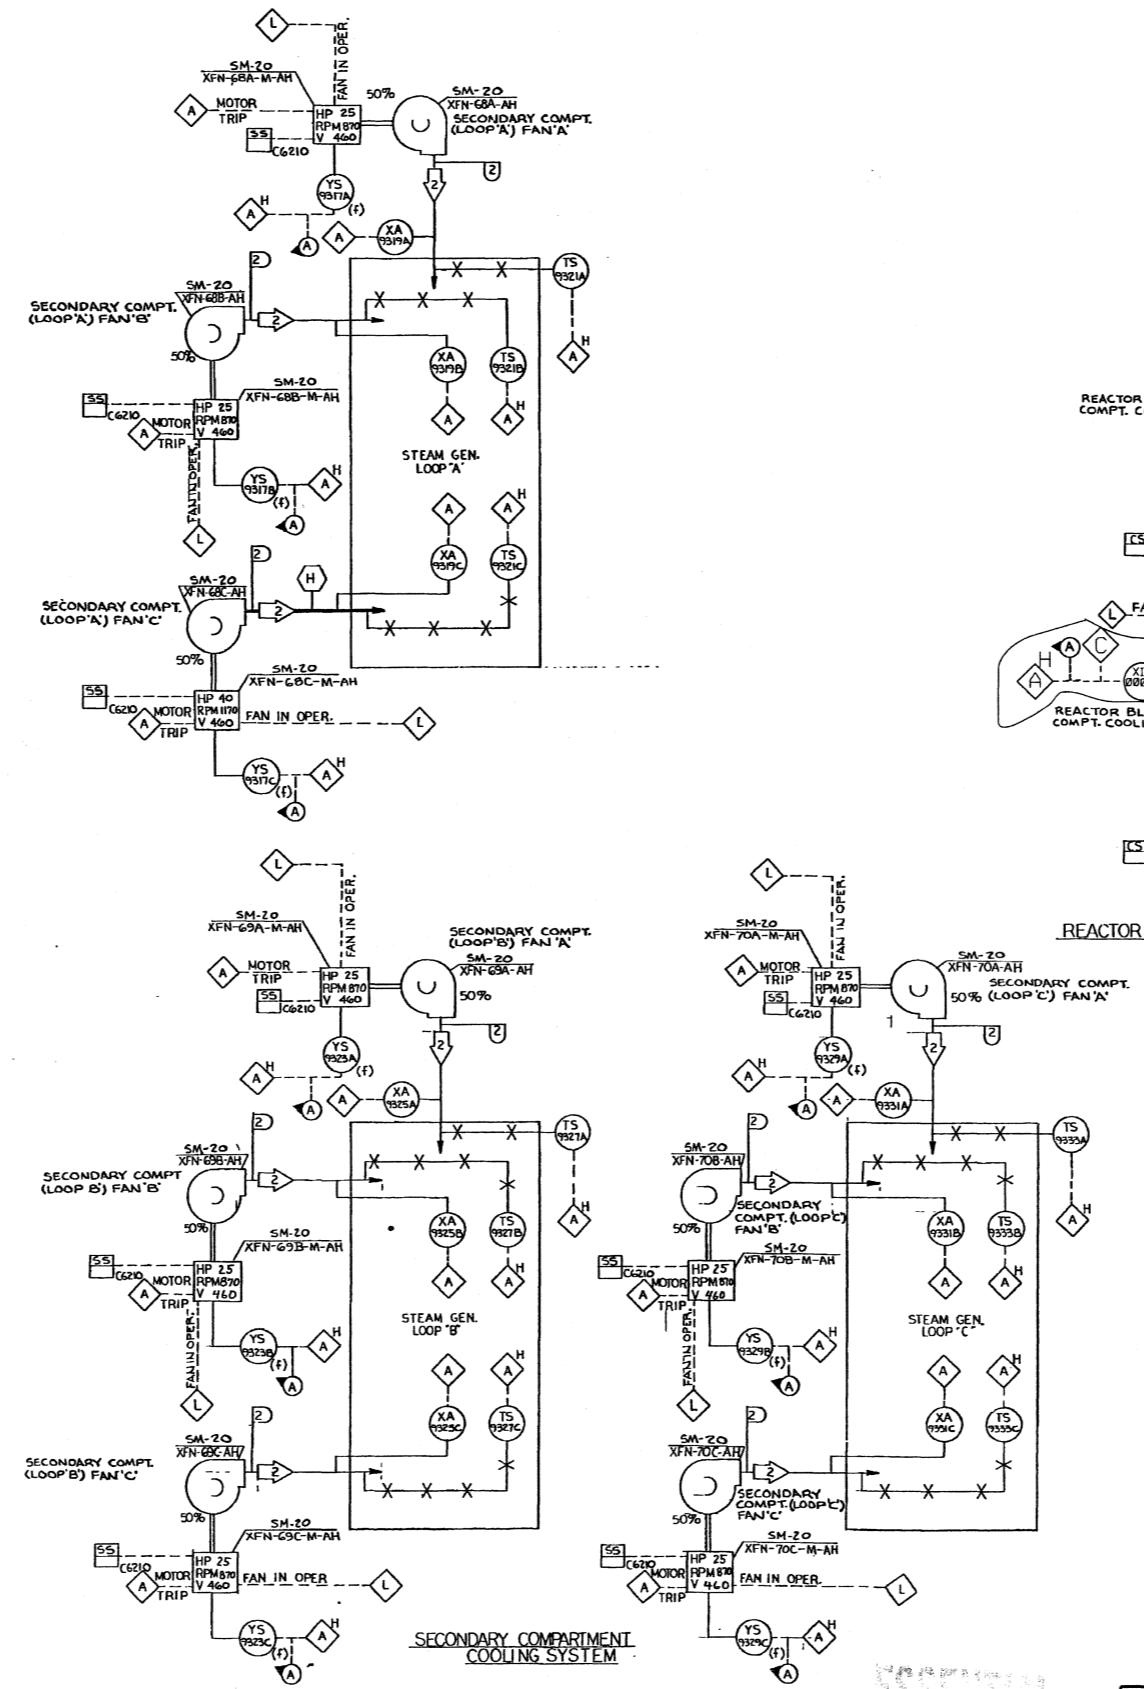 L
FAN IN OPER.
SM-20
XFN-68A-M-AH
A
MOTOR
TRIP
SS
C6210
HP 25
RPM 870
V 460
50%
SM-20
XFN-68A-AH
SECONDARY COMPT.
(LOOP 'A') FAN 'A'
2
2
YS
9317A
(f)
H
A
A
A
XA
9319A
TS
9321A
H
A
SM-20
XFN-68B-AH
SECONDARY COMPT.
(LOOP 'A') FAN 'B'
50%
2
2
XA
9319B
TS
9321B
A
H
A
SM-20
XFN-68B-M-AH
SS
C6210
HP 25
RPM 870
V 460
A
MOTOR
TRIP
FAN IN OPER.
L
YS
9317B
(f)
H
A
A
STEAM GEN.
LOOP "A"
A
H
A
XA
9319C
TS
9321C
SM-20
XFN-68C-AH
SECONDARY COMPT.
(LOOP 'A') FAN 'C'
50%
2
2
H
SM-20
XFN-68C-M-AH
SS
C6210
HP 40
RPM 1170
V 460
A
MOTOR
TRIP
FAN IN OPER.
L
YS
9317C
(f)
H
A
A
REACTOR
COMPT. C
CS
L
FA
H
A
A
C
XI
REACTOR BL
COMPT. COOLI
CS
REACTOR
L
FAN IN OPER.
SM-20
XFN-69A-M-AH
A
MOTOR
TRIP
SS
C6210
HP 25
RPM 870
V 460
SECONDARY COMPT.
(LOOP 'B') FAN 'A'
SM-20
XFN-69A-AH
50%
2
2
YS
9323A
(f)
H
A
A
A
XA
9325A
TS
9327A
H
A
SM-20
XFN-69B-AH
SECONDARY COMPT
(LOOP B') FAN 'B'
50%
2
2
XA
9325B
TS
9327B
A
H
A
SM-20
XFN-69B-M-AH
SS
C6210
HP 25
RPM 870
V 460
A
MOTOR
TRIP
FAN IN OPER.
L
YS
9323B
(f)
H
A
A
STEAM GEN.
LOOP "B"
A
H
A
XA
9325C
TS
9327C
SM-20
XFN-69C-AH
SECONDARY COMPT.
(LOOP 'B') FAN 'C'
50%
2
2
SM-20
XFN-69C-M-AH
SS
C6210
HP 25
RPM 870
V 460
A
MOTOR
TRIP
FAN IN OPER
L
YS
9323C
(f)
H
A
A
L
FAN IN OPER.
SM-20
XFN-70A-M-AH
A
MOTOR
TRIP
SS
C6210
HP 25
RPM 870
V 460
SM-20
XFN-70A-AH
50%
SECONDARY COMPT.
(LOOP 'C') FAN 'A'
1
2
2
YS
9329A
(f)
H
A
A
A
XA
9331A
TS
9333A
H
A
SM-20
XFN-70B-AH
SECONDARY
COMPT. (LOOP 'C')
FAN 'B'
50%
2
2
XA
9331B
TS
9333B
A
H
A
SM-20
XFN-70B-M-AH
SS
C6210
HP 25
RPM 870
V 460
A
MOTOR
TRIP
FAN IN OPER.
L
YS
9329B
(f)
H
A
A
STEAM GEN.
LOOP "C"
A
H
A
XA
9331C
TS
9333C
SM-20
XFN-70C-AH
SECONDARY
COMPT. (LOOP 'C')
FAN 'C'
50%
2
2
SM-20
XFN-70C-M-AH
SS
C6210
HP 25
RPM 870
V 460
A
MOTOR
TRIP
FAN IN OPER.
L
YS
9329C
(f)
H
A
A
SECONDARY COMPARTMENT
COOLING SYSTEM